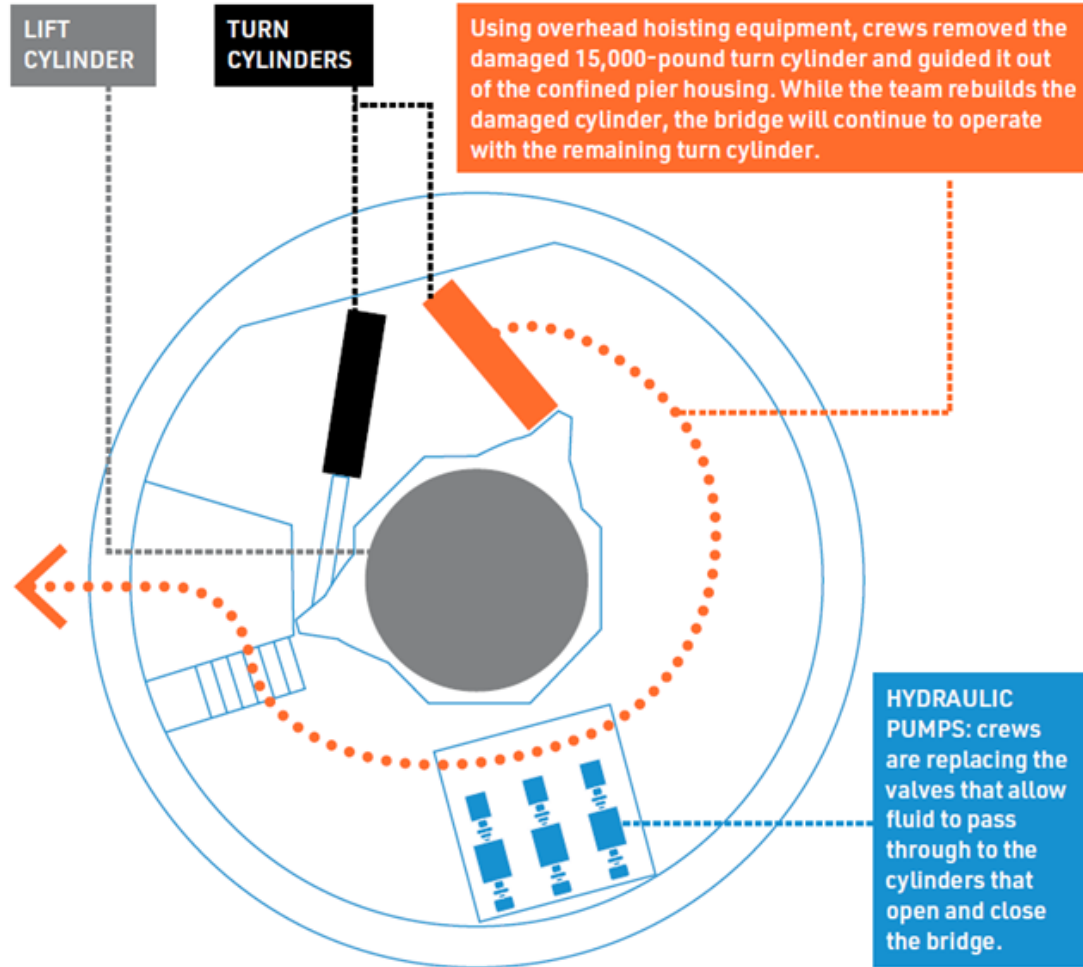 LIFT
CYLINDER
TURN
CYLINDERS
Using overhead hoisting equipment, crews removed the
damaged 15,000-pound turn cylinder and guided it out
of the confined pier housing. While the team rebuilds the
damaged cylinder, the bridge will continue to operate
with the remaining turn cylinder.
HYDRAULIC
PUMPS: crews
are replacing the
valves that allow
fluid to pass
through to the
cylinders that
open and close
the bridge.